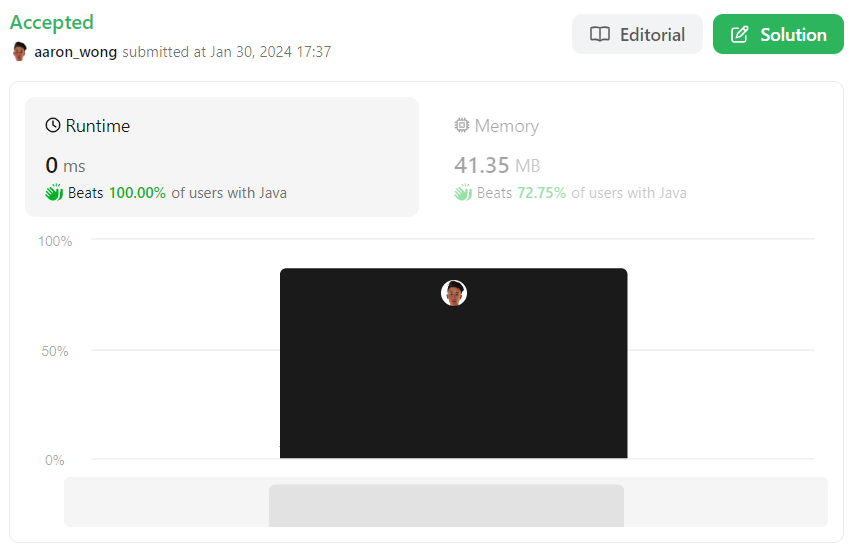 Accepted
aaron_wong submitted at Jan 30, 2024 17:37
Editorial
Solution
Runtime
0 ms
Beats 100.00% of users with Java
Memory
41.35 MB
Beats 72.75% of users with Java
100%
50%
0%